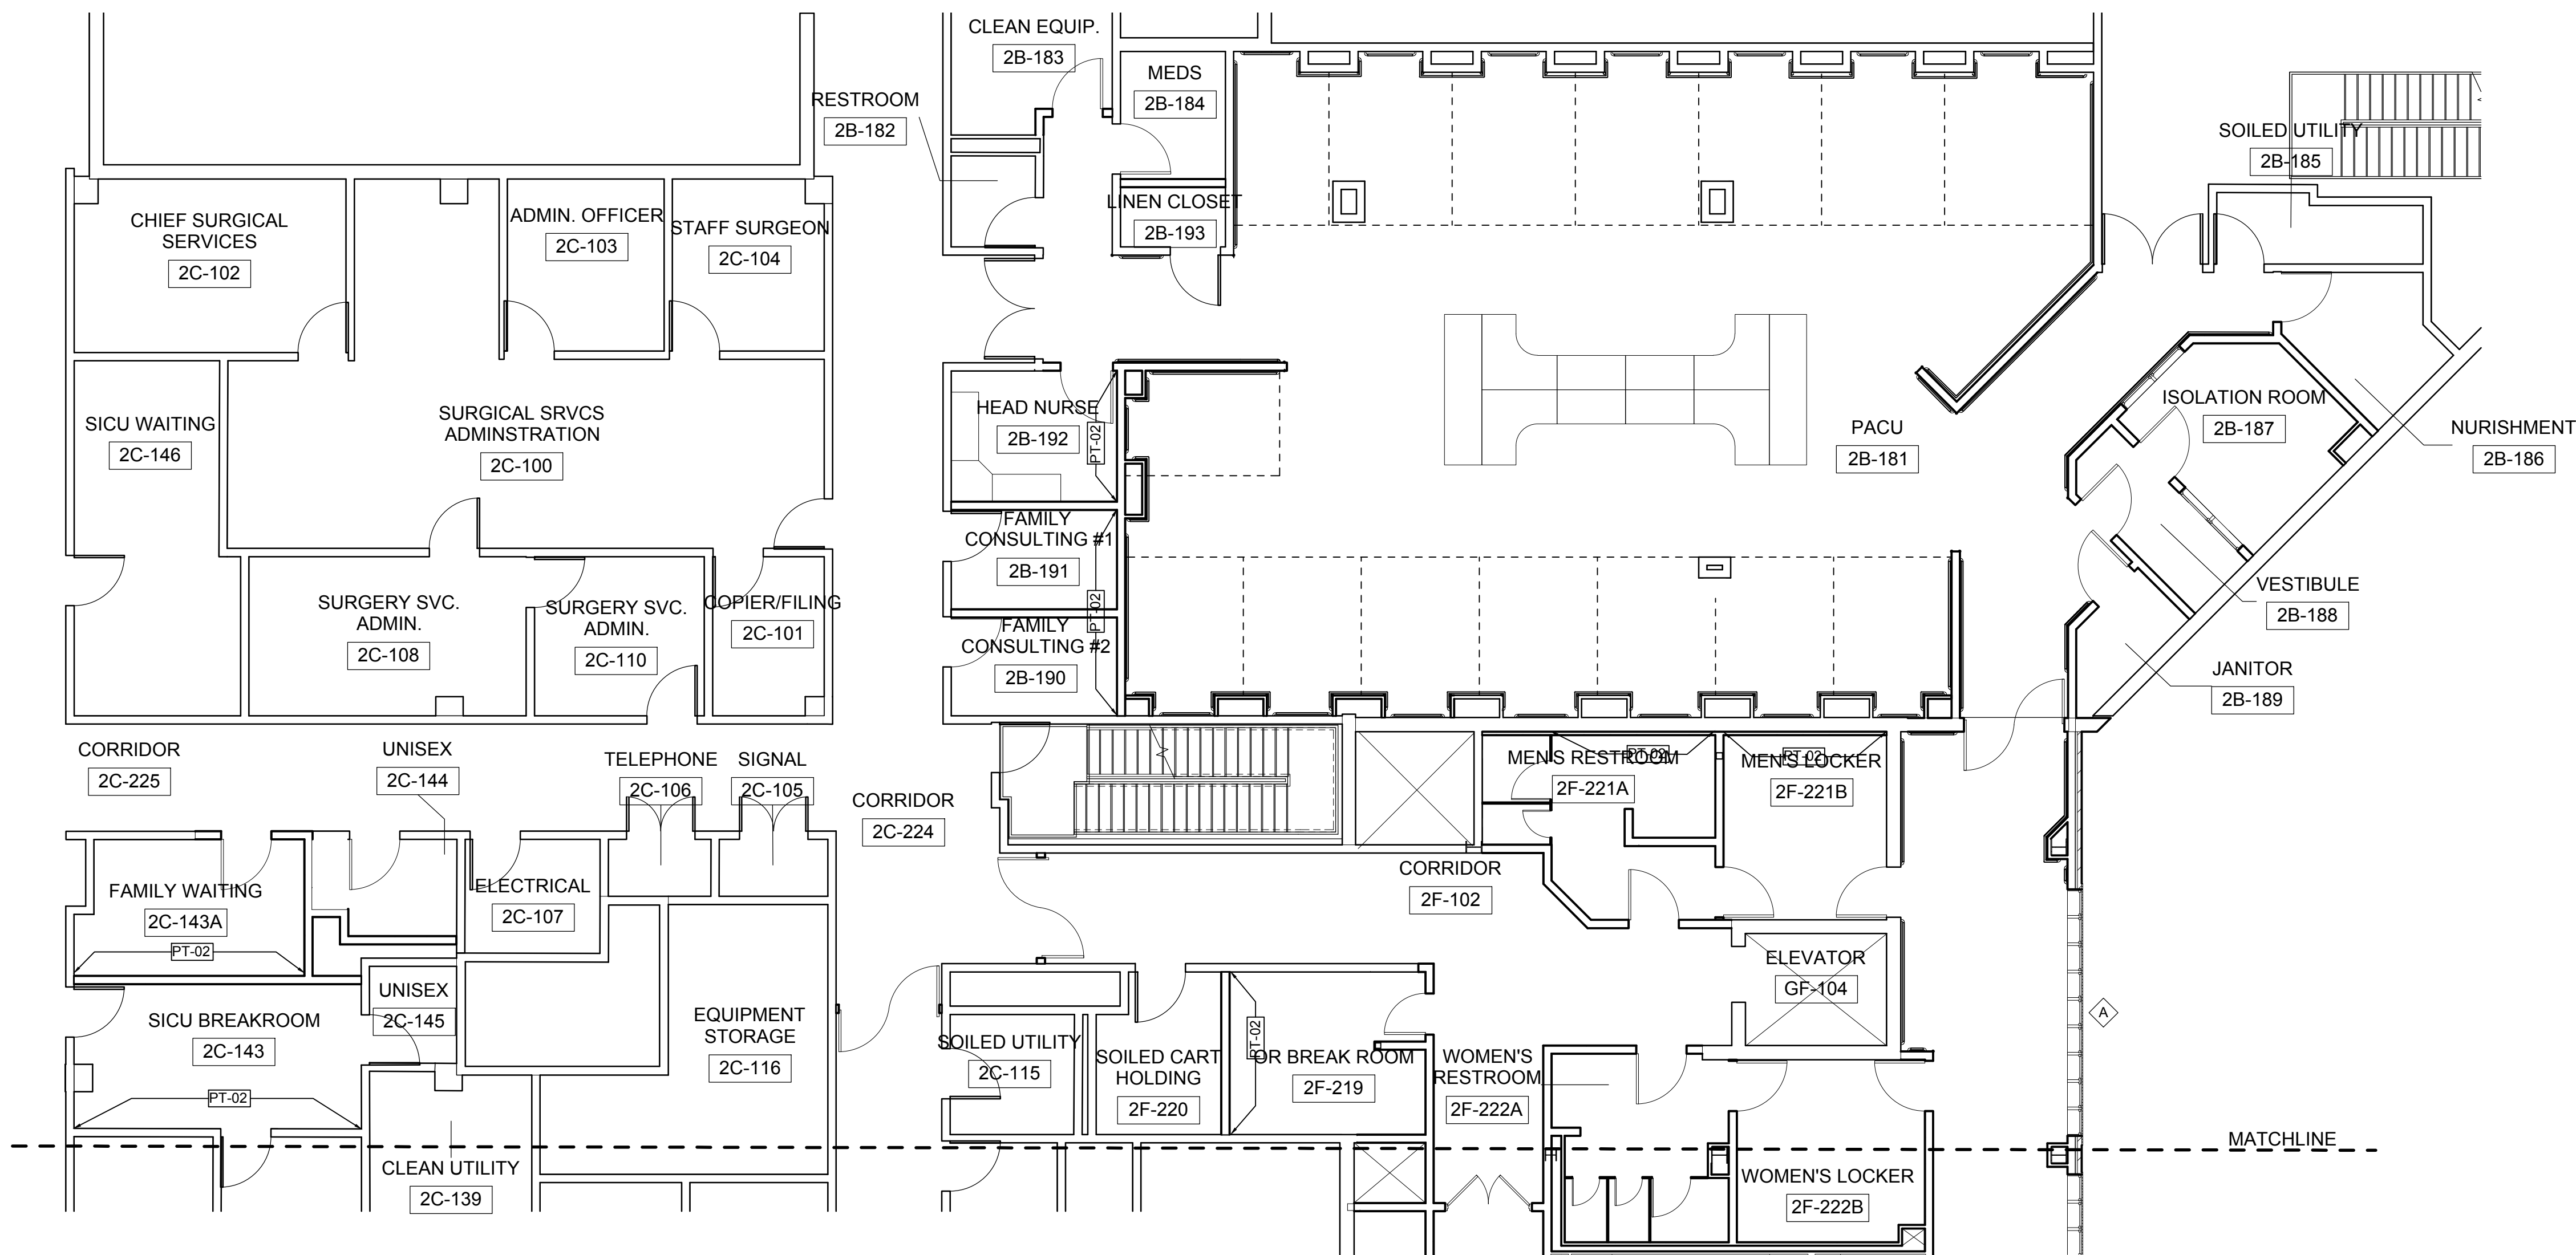 CLEAN EQUIP.
2B-183
MEDS
2B-184
RESTROOM
2B-182
SOILED UTILITY
2B-185
LINEN CLOSET
2B-193
CHIEF SURGICAL
SERVICES
2C-102
ADMIN. OFFICER
2C-103
STAFF SURGEON
2C-104
SICU WAITING
2C-146
SURGICAL SRVCS
ADMINSTRATION
2C-100
HEAD NURSE
2B-192
PT-02
PACU
2B-181
ISOLATION ROOM
2B-187
NURISHMENT
2B-186
FAMILY
CONSULTING #1
2B-191
PT-02
FAMILY
CONSULTING #2
2B-190
SURGERY SVC.
ADMIN.
2C-108
SURGERY SVC.
ADMIN.
2C-110
COPIER/FILING
2C-101
VESTIBULE
2B-188
JANITOR
2B-189
CORRIDOR
2C-225
UNISEX
2C-144
TELEPHONE
2C-106
SIGNAL
2C-105
CORRIDOR
2C-224
MEN'S RESTROOM
PT-02
2F-221A
MEN'S LOCKER
PT-02
2F-221B
FAMILY WAITING
2C-143A
PT-02
ELECTRICAL
2C-107
CORRIDOR
2F-102
ELEVATOR
GF-104
SICU BREAKROOM
2C-143
PT-02
UNISEX
2C-145
EQUIPMENT
STORAGE
2C-116
SOILED UTILITY
2C-115
SOILED CART
HOLDING
2F-220
PT-02
OR BREAK ROOM
2F-219
WOMEN'S
RESTROOM
2F-222A
A
MATCHLINE
CLEAN UTILITY
2C-139
WOMEN'S LOCKER
2F-222B